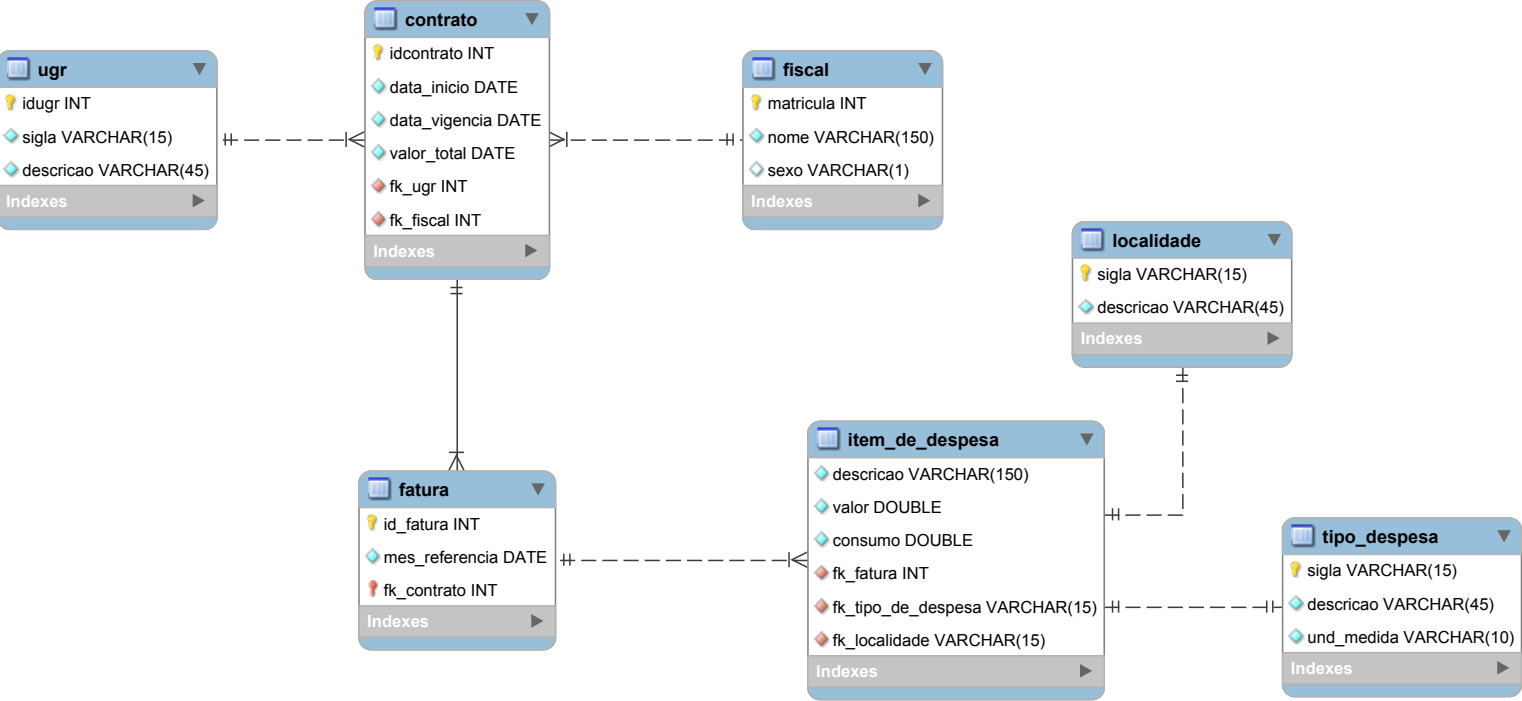 contrato
idcontrato INT
data_inicio DATE
data_vigencia DATE
valor_total DATE
fk_ugr INT
fk_fiscal INT
Indexes
ugr
idugr INT
sigla VARCHAR(15)
descricao VARCHAR(45)
Indexes
fiscal
matricula INT
nome VARCHAR(150)
sexo VARCHAR(1)
Indexes
localidade
sigla VARCHAR(15)
descricao VARCHAR(45)
Indexes
fatura
id_fatura INT
mes_referencia DATE
fk_contrato INT
Indexes
item_de_despesa
descricao VARCHAR(150)
valor DOUBLE
consumo DOUBLE
fk_fatura INT
fk_tipo_de_despesa VARCHAR(15)
fk_localidade VARCHAR(15)
Indexes
tipo_despesa
sigla VARCHAR(15)
descricao VARCHAR(45)
und_medida VARCHAR(10)
Indexes